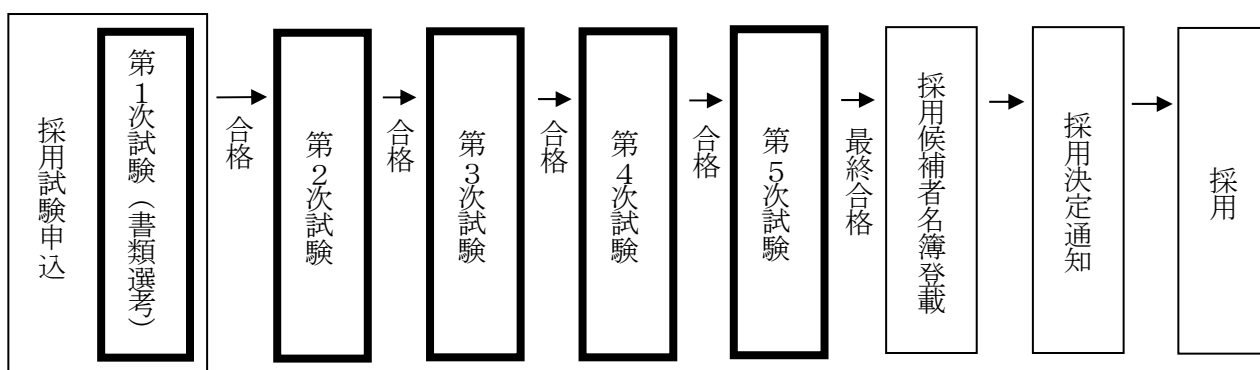 採用試験申込
第1次試験（書類選考）
合格
第2次試験
合格
第3次試験
合格
第4次試験
合格
第5次試験
最終合格
採用候補者名簿登載
採用決定通知
採用